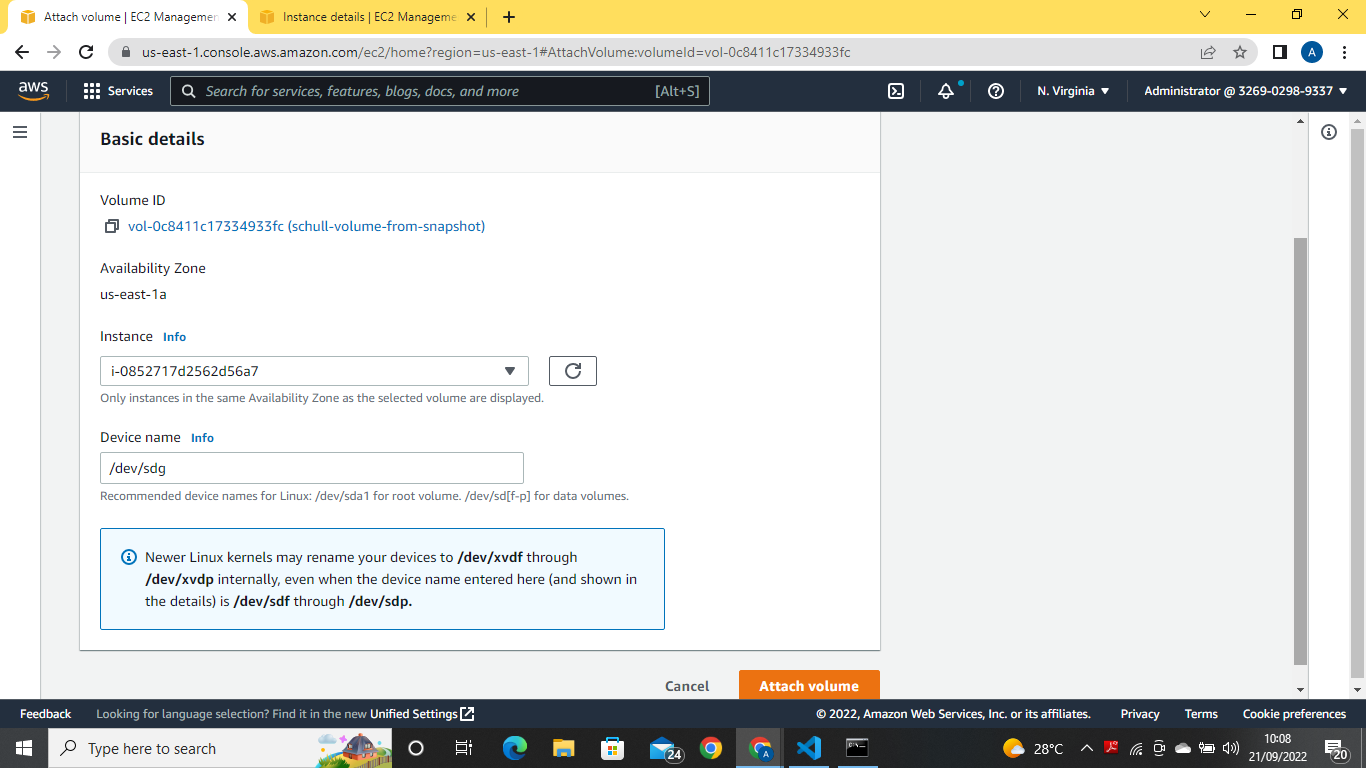 Attach volume | EC2 Managemen
Instance details | EC2 Manageme
us-east-1.console.aws.amazon.com/ec2/home?region=us-east-1#AttachVolume:volumeId=vol-0c8411c17334933fc
A
aws
Services
Search for services, features, blogs, docs, and more
[Alt+S]
N. Virginia
Administrator @ 3269-0298-9337
Basic details
Volume ID
vol-0c8411c17334933fc (schull-volume-from-snapshot)
Availability Zone
us-east-1a
Instance Info
i-0852717d2562d56a7
Only instances in the same Availability Zone as the selected volume are displayed.
Device name Info
/dev/sdg
Recommended device names for Linux: /dev/sda1 for root volume. /dev/sd[f-p] for data volumes.
Newer Linux kernels may rename your devices to /dev/xvdf through
/dev/xvdp internally, even when the device name entered here (and shown in
the details) is /dev/sdf through /dev/sdp.
Cancel
Attach volume
Feedback
Looking for language selection? Find it in the new Unified Settings
© 2022, Amazon Web Services, Inc. or its affiliates.
Privacy
Terms
Cookie preferences
Type here to search
24
A
28°C
10:08
21/09/2022
20